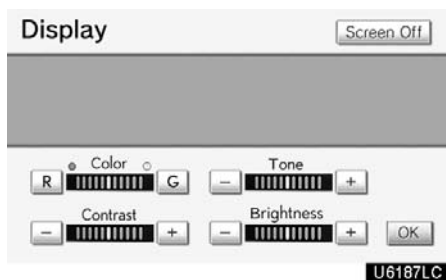 Display Screen Off
Color Tone
R G - +
Contrast Brightness
- + - + OK
U6187LC